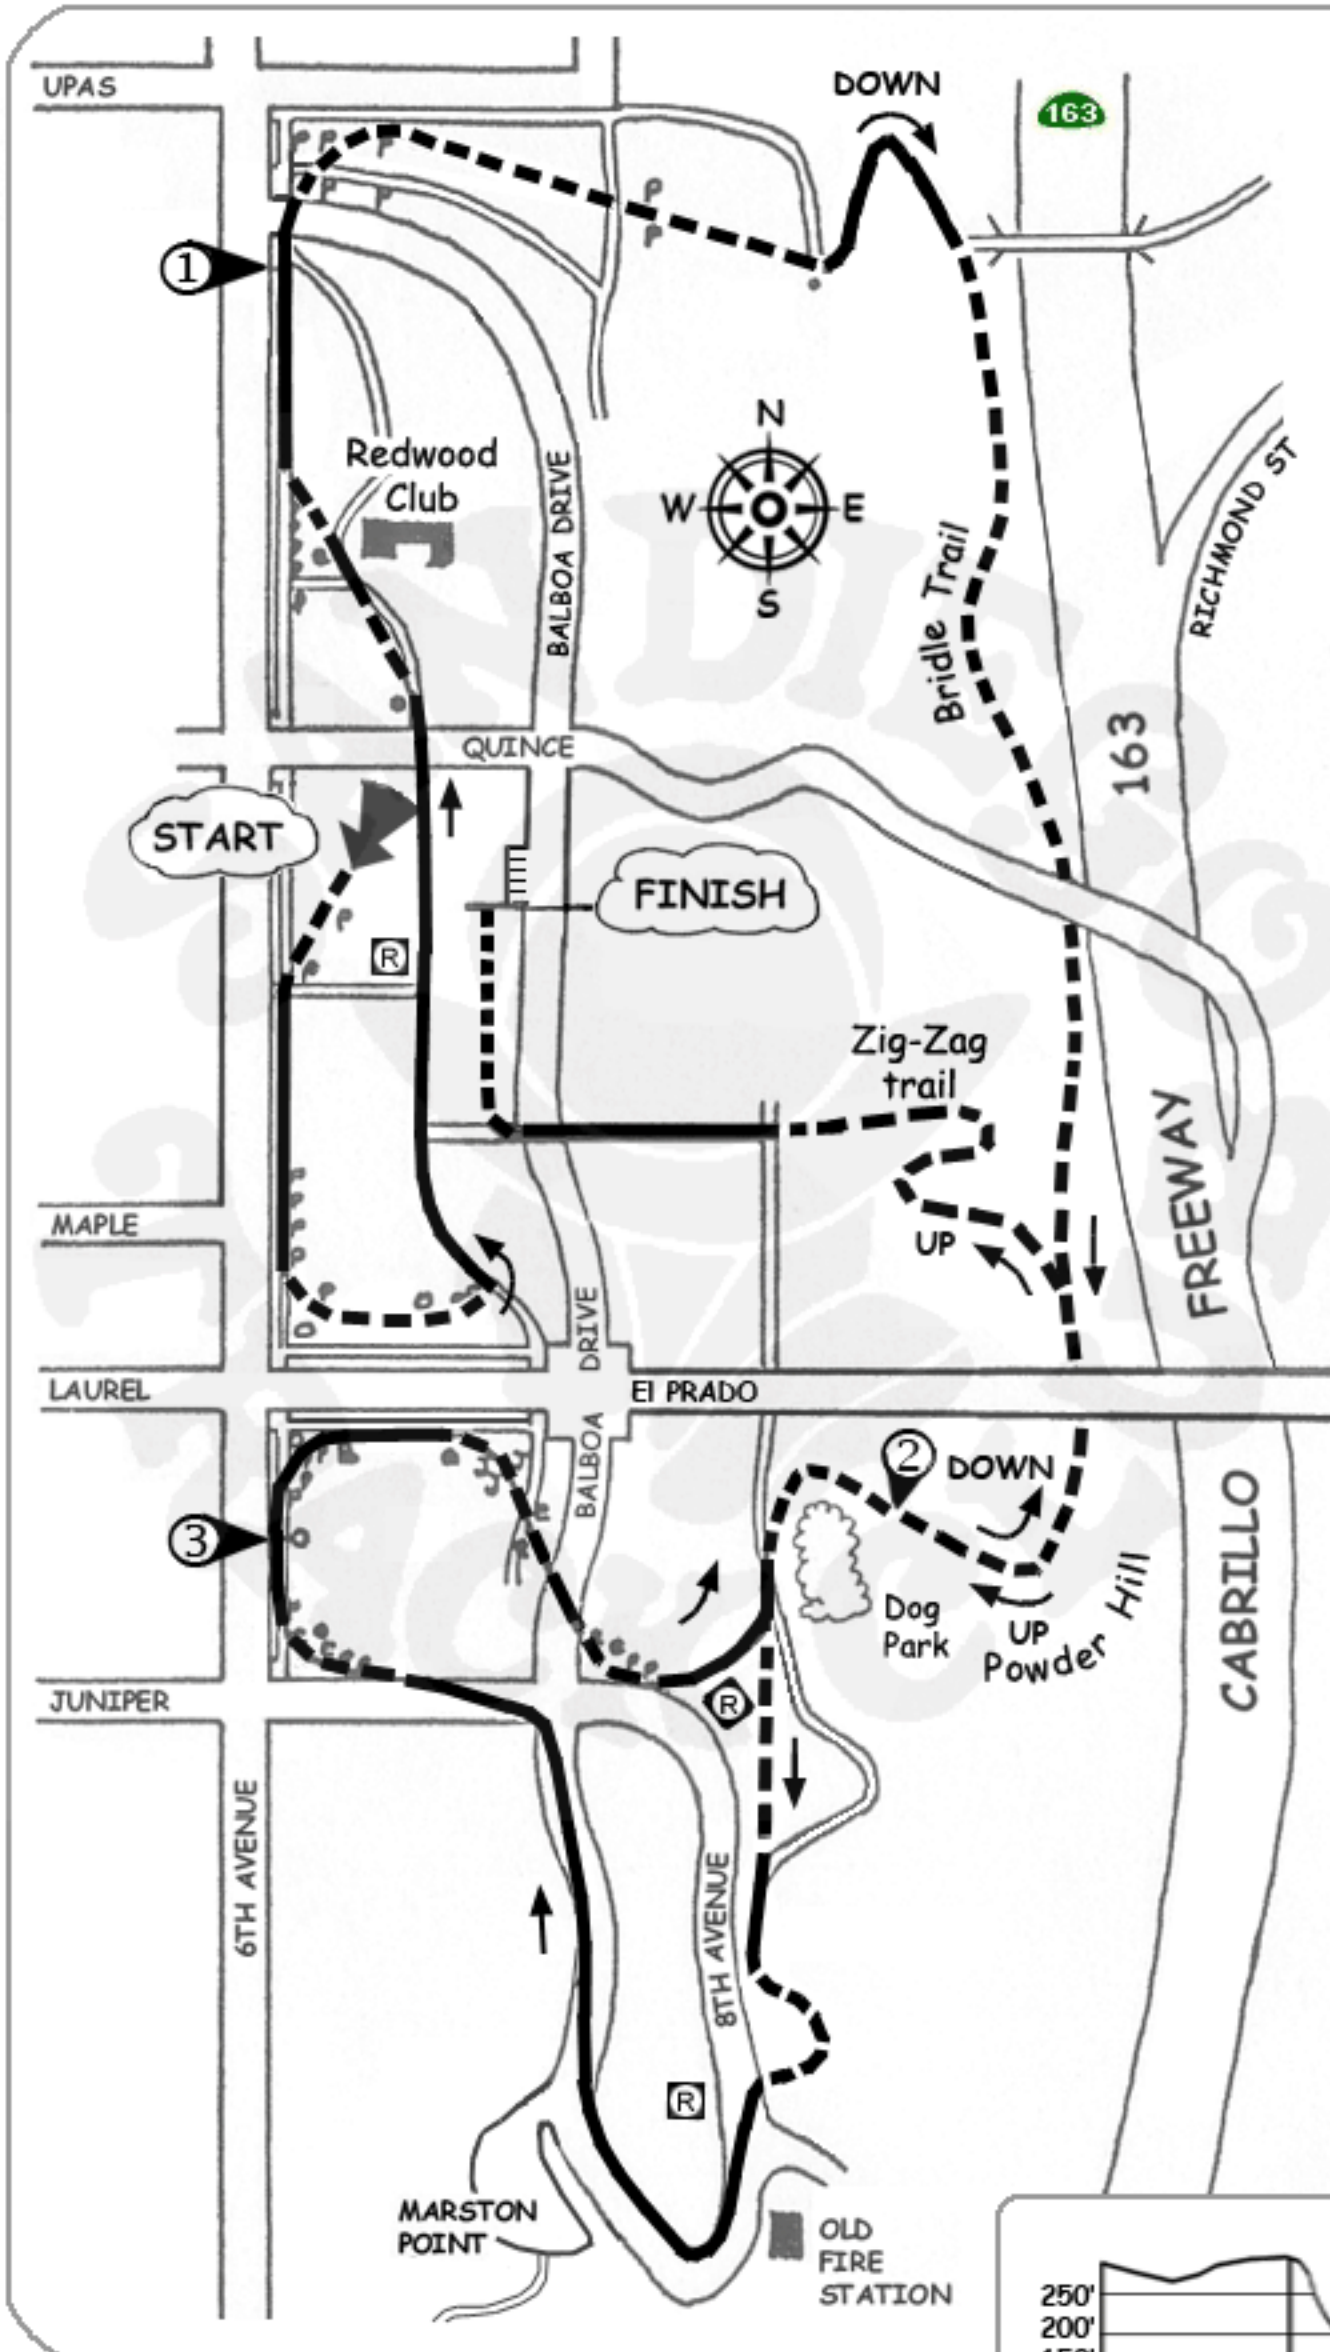 UPAS
DOWN
163
1
Redwood
Club
BALBOA DRIVE
N
W
E
S
Bridle Trail
RICHMOND ST
QUINCE
163
START
FINISH
R
Zig-Zag
trail
UP
MAPLE
FREEWAY
BALBOA DRIVE
LAUREL
El PRADO
2
DOWN
3
Dog
Park
UP
Powder Hill
CABRILLO
R
JUNIPER
6TH AVENUE
8TH AVENUE
R
MARSTON
POINT
OLD
FIRE
STATION
250'
200'